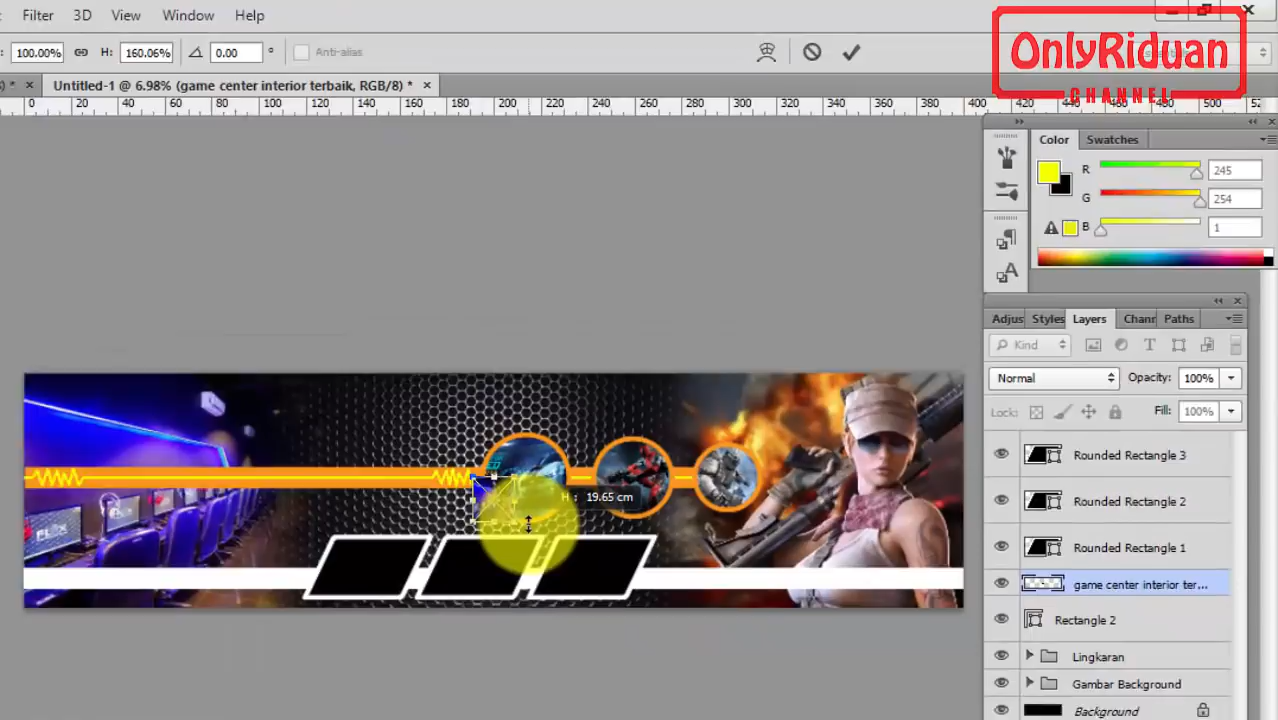 Filter 3D View Window Help
OnlyRiduan
CHANNEL
: 100.00% H: 160.06% 0.00 ° Anti-alias
Untitled-1 @ 6.98% (game center interior terbaik, RGB/8) * ×
0 20 40 60 80 100 120 140 160 180 200 220 240 260 280 300 320 340 360 380 400 420 440 460 480 500
Color Swatches
R 245
G 254
B 1
Adjus Styles Layers Chanr Paths
Kind
Normal Opacity: 100%
Lock: Fill: 100%
Rounded Rectangle 3
H : 19.65 cm
Rounded Rectangle 2
Rounded Rectangle 1
game center interior ter...
Rectangle 2
Lingkaran
Gambar Background
Background